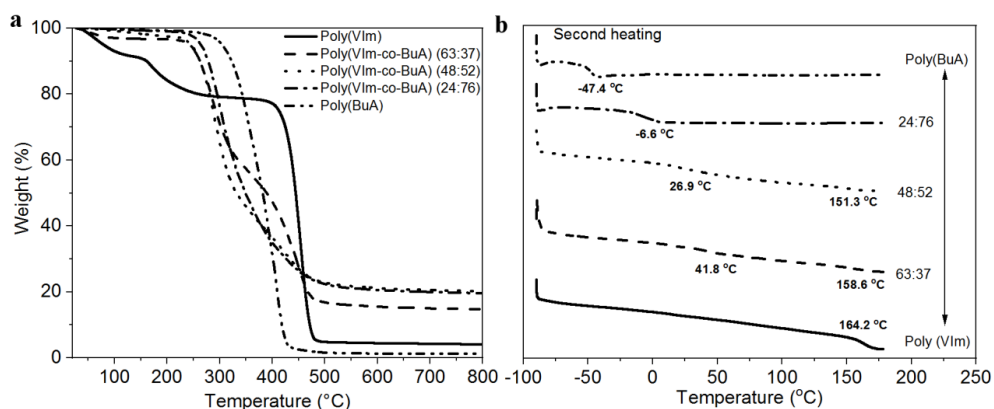 a
Weight (%)
100
80
60
40
20
0
Poly(VIm)
Poly(VIm-co-BuA) (63:37)
Poly(VIm-co-BuA) (48:52)
Poly(VIm-co-BuA) (24:76)
Poly(BuA)
100 200 300 400 500 600 700 800
Temperature (°C)
b
Second heating
Poly(BuA)
-47.4 °C
24:76
-6.6 °C
48:52
26.9 °C
151.3 °C
63:37
41.8 °C
158.6 °C
164.2 °C
Poly (VIm)
-100 -50 0 50 100 150 200 250
Temperature (°C)